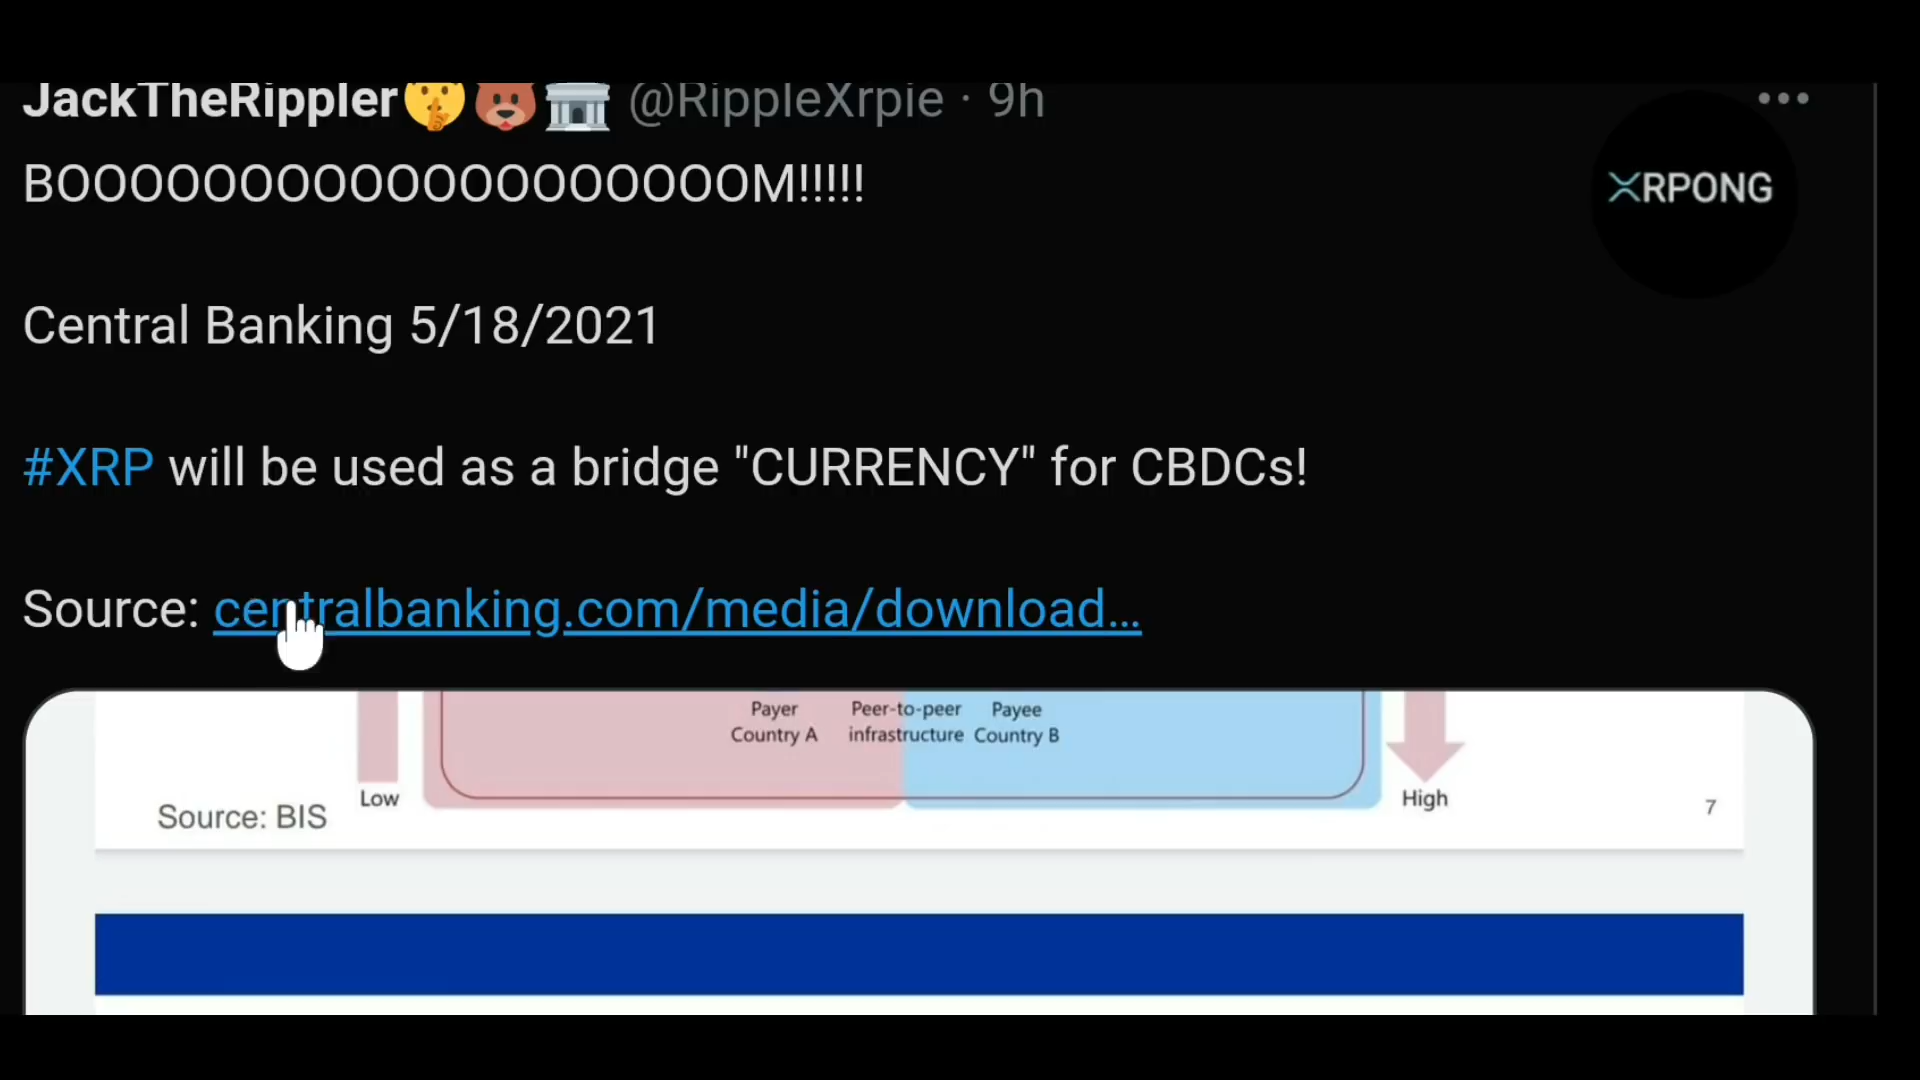 JackTheRippler🤫🐻🏛️ @RippleXrpie · 9h
XRPONG
BOOOOOOOOOOOOOOOOOOOM!!!!!
Central Banking 5/18/2021
#XRP will be used as a bridge "CURRENCY" for CBDCs!
Source: centralbanking.com/media/download...
Payer Peer-to-peer Payee
Country A infrastructure Country B
Low
High
Source: BIS
7